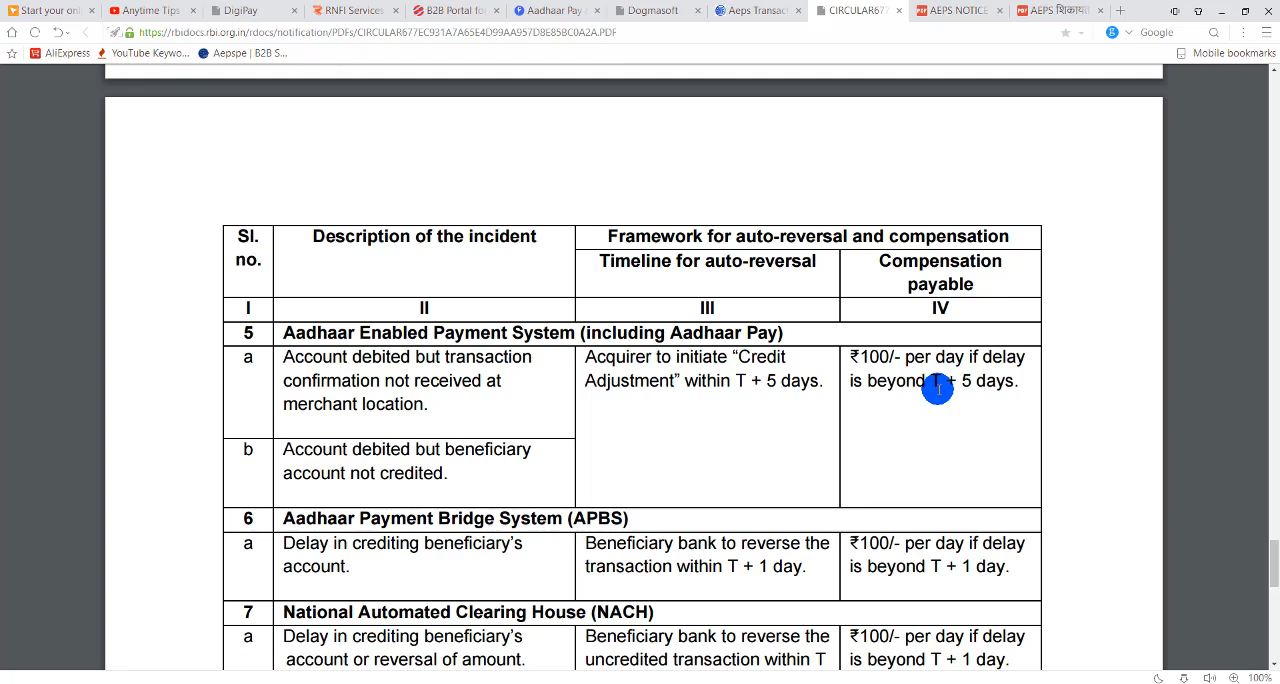 Start your onl
Anytime Tips
DigiPay
RNFI Services
B2B Portal for
Aadhaar Pay
Dogmasoft
Aeps Transact
CIRCULAR677
AEPS NOTICE
AEPS शिकायत
https://rbidocs.rbi.org.in/rdocs/notification/PDFs/CIRCULAR677EC931A7A65E4D99AA957D8E85BC0A2A.PDF
Google
AliExpress
YouTube Keywo...
Aepspe | B2B S...
Mobile bookmarks
Sl. no.
Description of the incident
Framework for auto-reversal and compensation
Timeline for auto-reversal
Compensation payable
I
II
III
IV
5
Aadhaar Enabled Payment System (including Aadhaar Pay)
a
Account debited but transaction
confirmation not received at
merchant location.
Acquirer to initiate “Credit
Adjustment” within T + 5 days.
₹100/- per day if delay
is beyond T + 5 days.
b
Account debited but beneficiary
account not credited.
6
Aadhaar Payment Bridge System (APBS)
a
Delay in crediting beneficiary’s
account.
Beneficiary bank to reverse the
transaction within T + 1 day.
₹100/- per day if delay
is beyond T + 1 day.
7
National Automated Clearing House (NACH)
a
Delay in crediting beneficiary’s
account or reversal of amount.
Beneficiary bank to reverse the
uncredited transaction within T
₹100/- per day if delay
is beyond T + 1 day.
100%